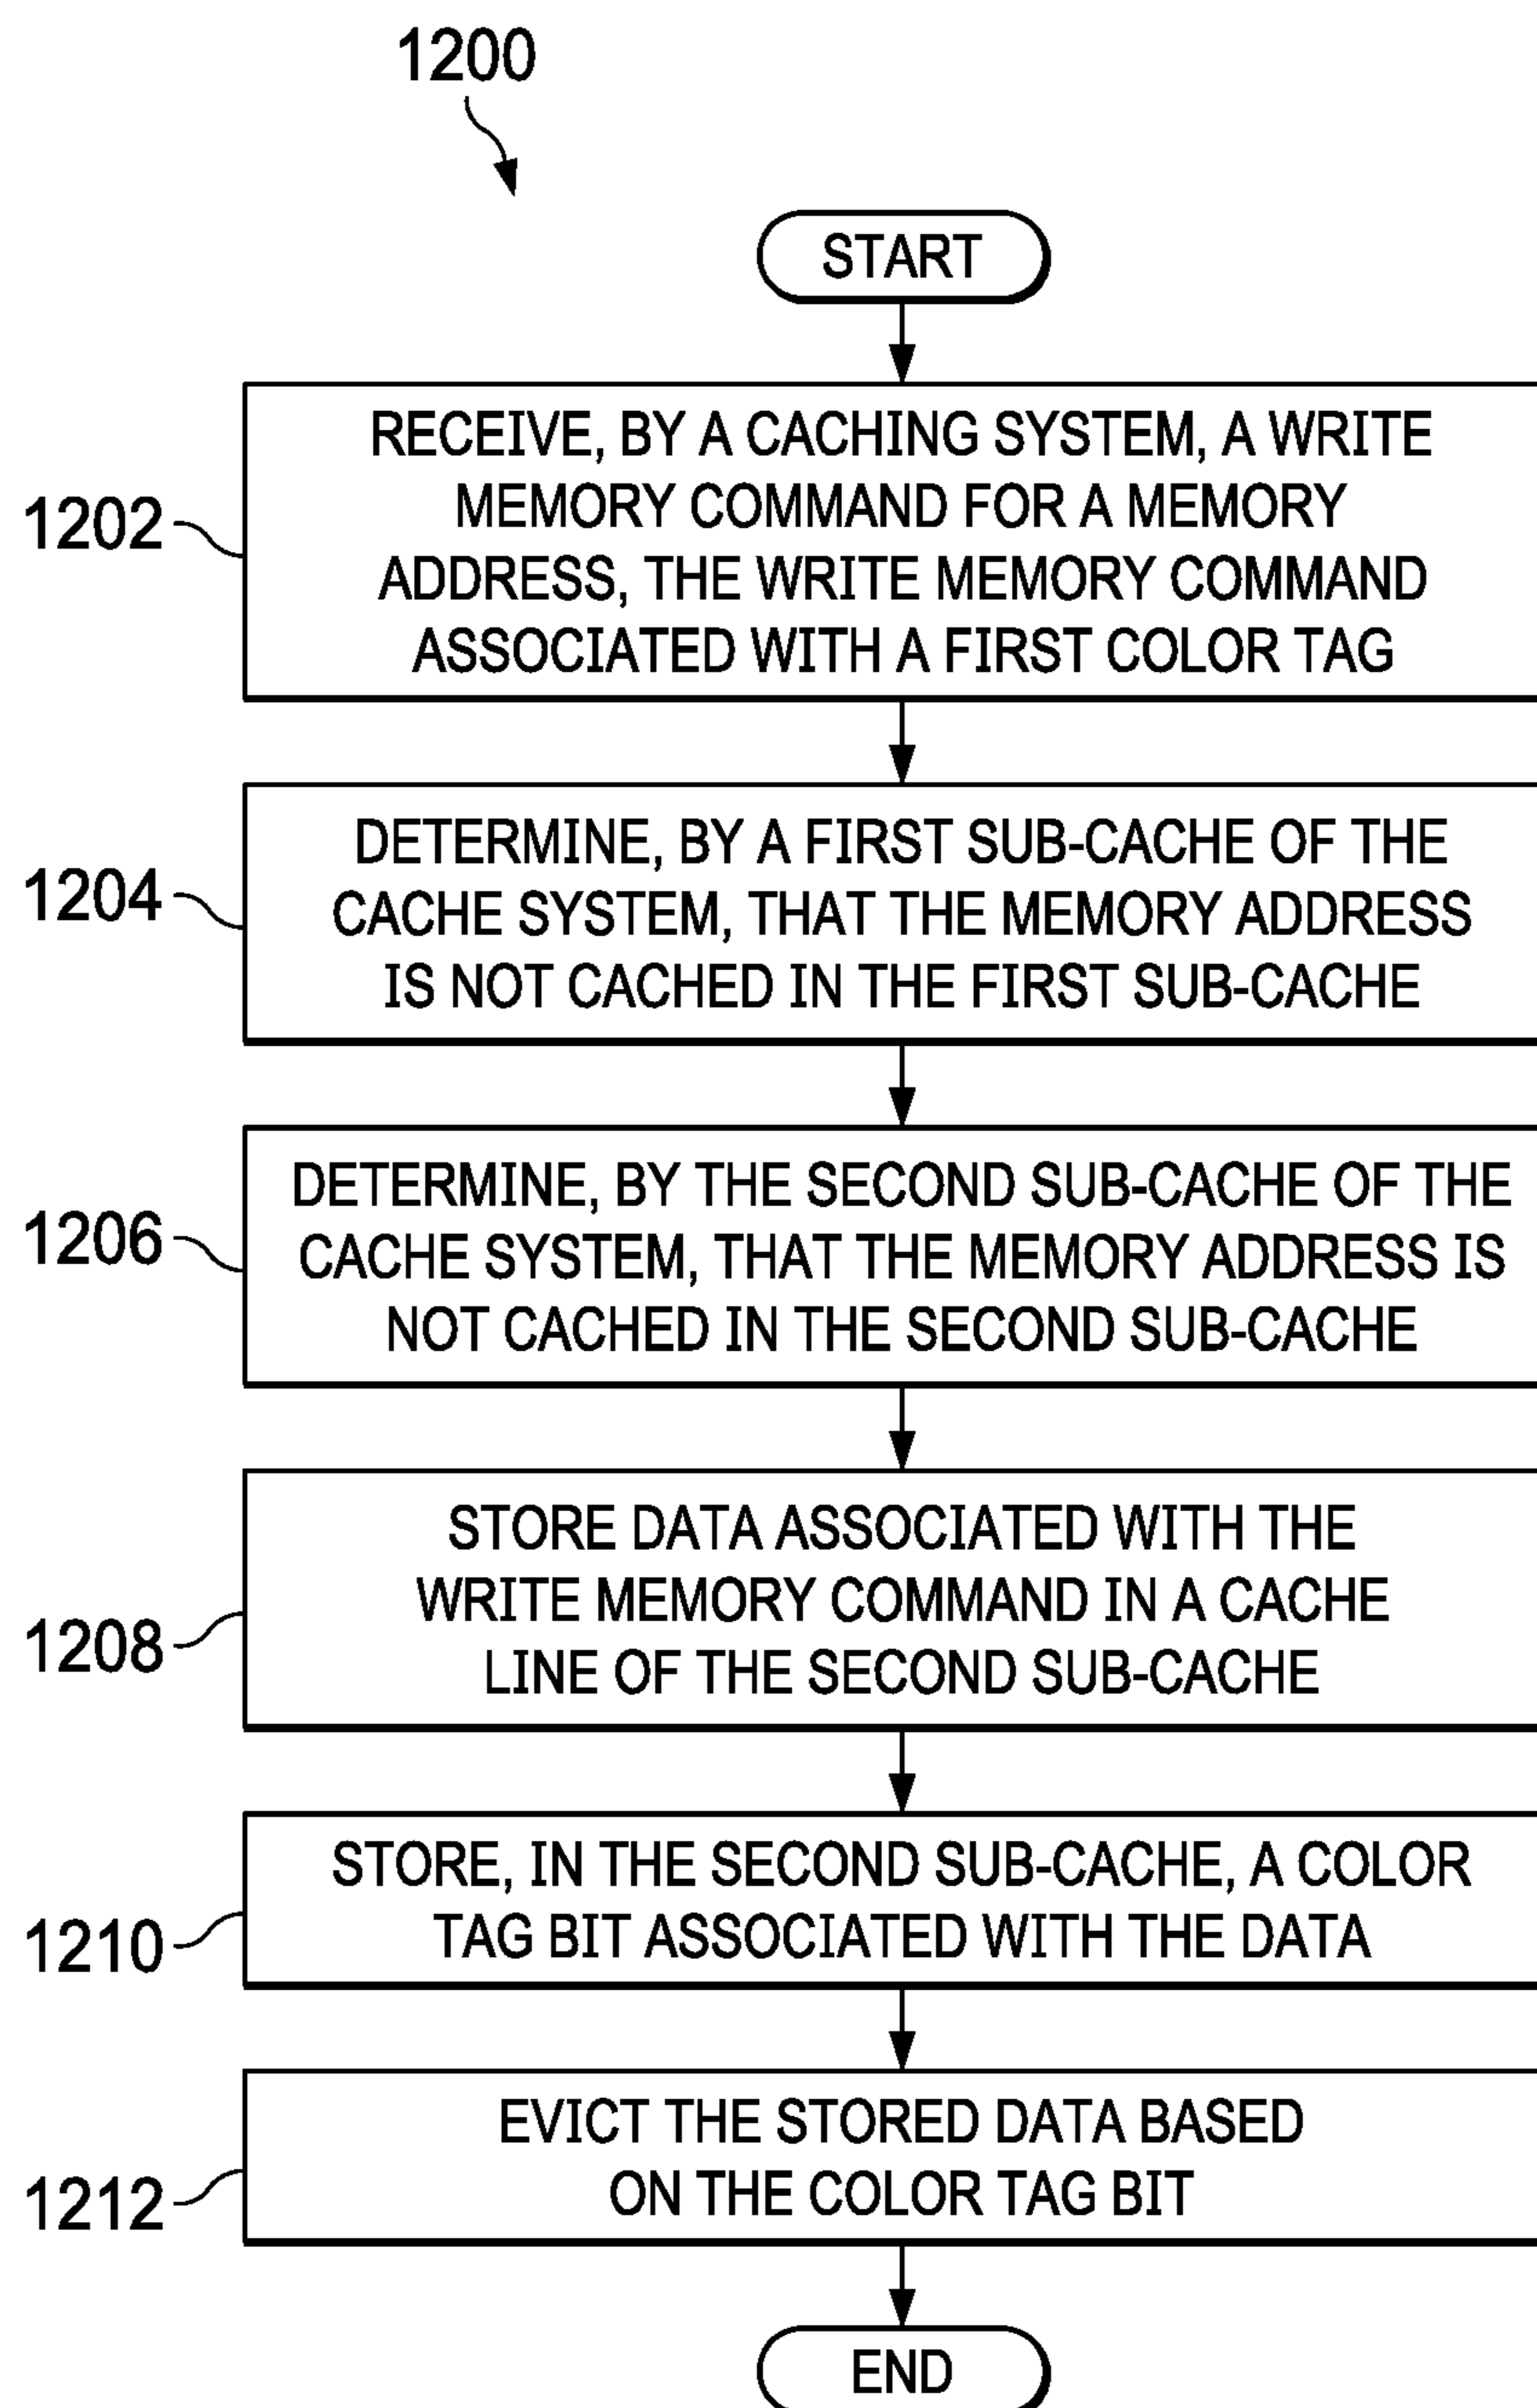 1200
START
RECEIVE, BY A CACHING SYSTEM, A WRITE
MEMORY COMMAND FOR A MEMORY
ADDRESS, THE WRITE MEMORY COMMAND
ASSOCIATED WITH A FIRST COLOR TAG
1202
DETERMINE, BY A FIRST SUB-CACHE OF THE
CACHE SYSTEM, THAT THE MEMORY ADDRESS
IS NOT CACHED IN THE FIRST SUB-CACHE
1204
DETERMINE, BY THE SECOND SUB-CACHE OF THE
CACHE SYSTEM, THAT THE MEMORY ADDRESS IS
NOT CACHED IN THE SECOND SUB-CACHE
1206
STORE DATA ASSOCIATED WITH THE
WRITE MEMORY COMMAND IN A CACHE
LINE OF THE SECOND SUB-CACHE
1208
STORE, IN THE SECOND SUB-CACHE, A COLOR
TAG BIT ASSOCIATED WITH THE DATA
1210
EVICT THE STORED DATA BASED
ON THE COLOR TAG BIT
1212
END